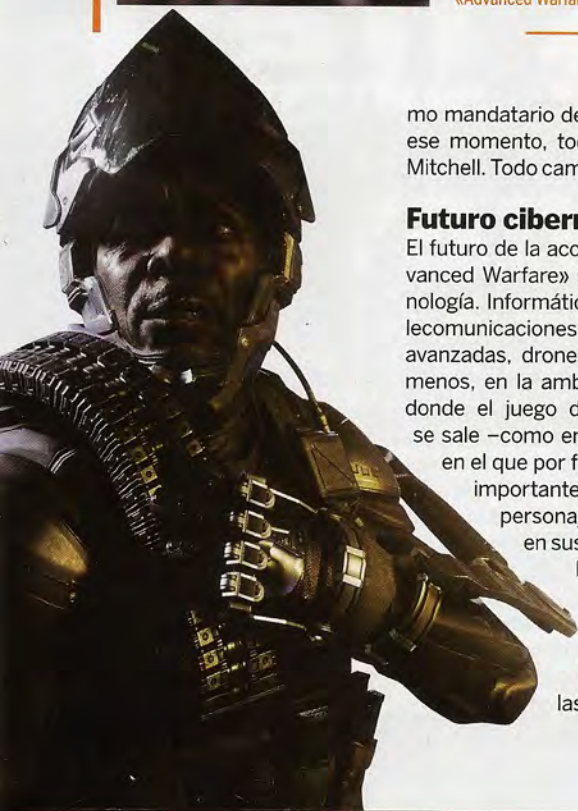 «Advanced Warfar
mo mandatario de
ese momento, to
Mitchell. Todo cam
Futuro ciber
El futuro de la acc
vanced Warfare»
nología. Informátic
lecomunicaciones
avanzadas, drone
menos, en la amb
donde el juego d
se sale –como en
en el que por f
importante
persona
en sus
las